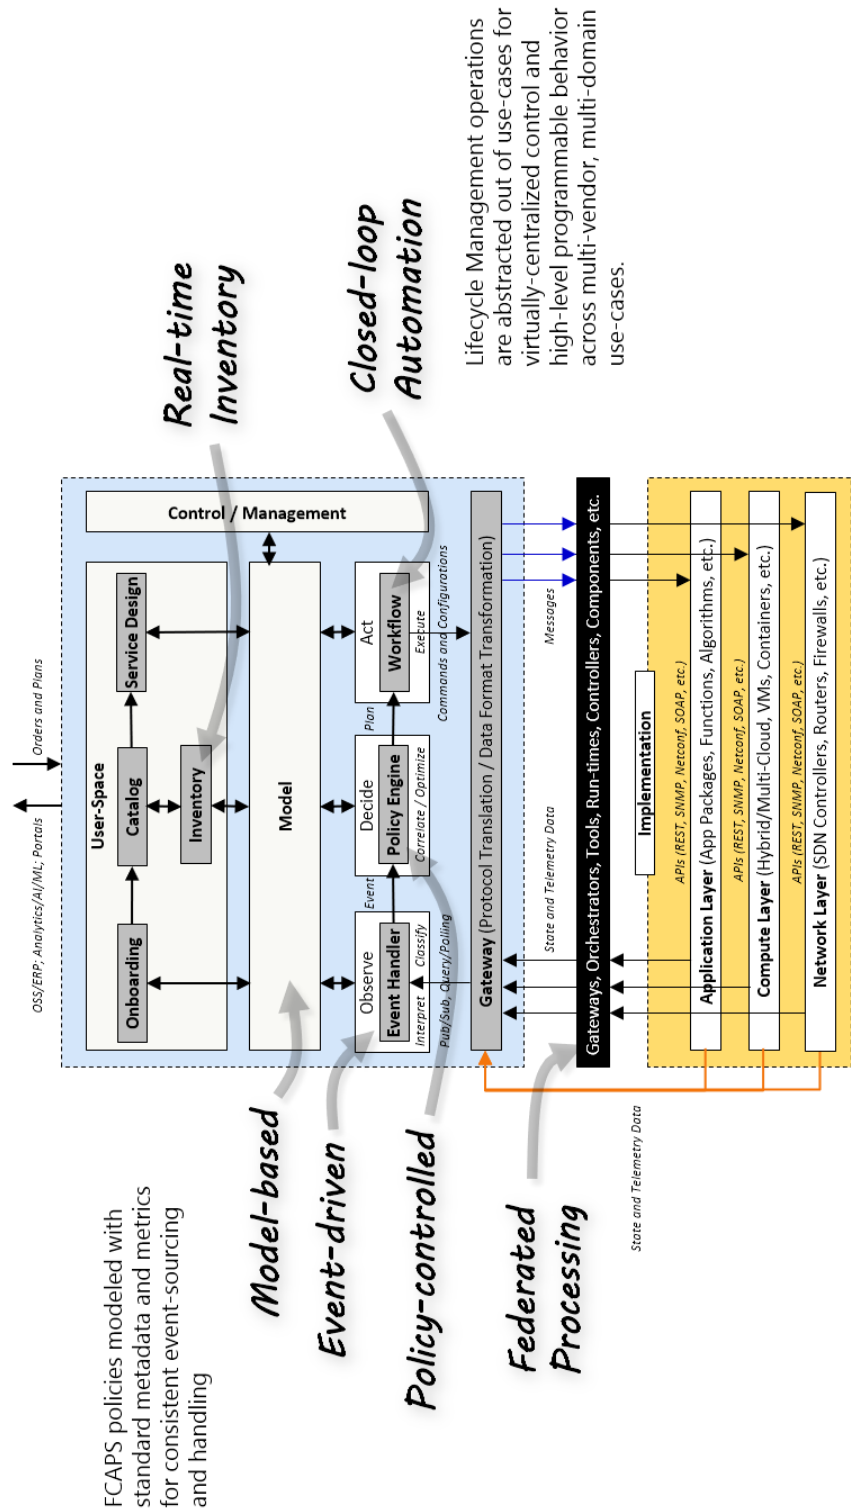 FCAPS policies modeled with
standard metadata and metrics
for consistent event-sourcing
and handling
Model-based
Event-driven
Policy-controlled
Federated
Processing
Real-time
Inventory
Closed-loop
Automation
Lifecycle Management operations
are abstracted out of use-cases for
virtually-centralized control and
high-level programmable behavior
across multi-vendor, multi-domain
use-cases.
OSS/ERP; Analytics/AI/ML; Portals
Orders and Plans
User-Space
Onboarding
Catalog
Service Design
Inventory
Control / Management
Model
Observe
Event Handler
Interpret
Classify
Event
Decide
Policy Engine
Correlate / Optimize
Plan
Act
Workflow
Execute
Pub/Sub, Query/Polling
Commands and Configurations
Gateway (Protocol Translation / Data Format Transformation)
State and Telemetry Data
Messages
Gateways, Orchestrators, Tools, Run-times, Controllers, Components, etc.
Implementation
State and Telemetry Data
APIs (REST, SNMP, Netconf, SOAP, etc.)
Application Layer (App Packages, Functions, Algorithms, etc.)
APIs (REST, SNMP, Netconf, SOAP, etc.)
Compute Layer (Hybrid/Multi-Cloud, VMs, Containers, etc.)
APIs (REST, SNMP, Netconf, SOAP, etc.)
Network Layer (SDN Controllers, Routers, Firewalls, etc.)